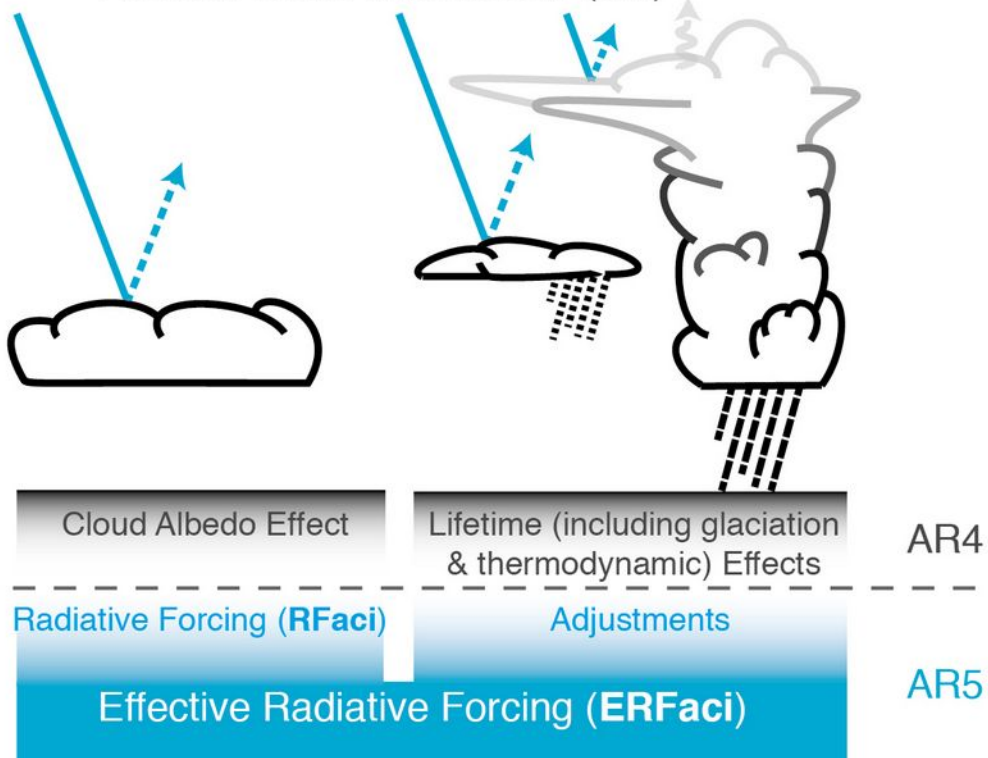 Cloud Albedo Effect
Lifetime (including glaciation
& thermodynamic) Effects
AR4
Radiative Forcing (RFaci)
Adjustments
AR5
Effective Radiative Forcing (ERFaci)